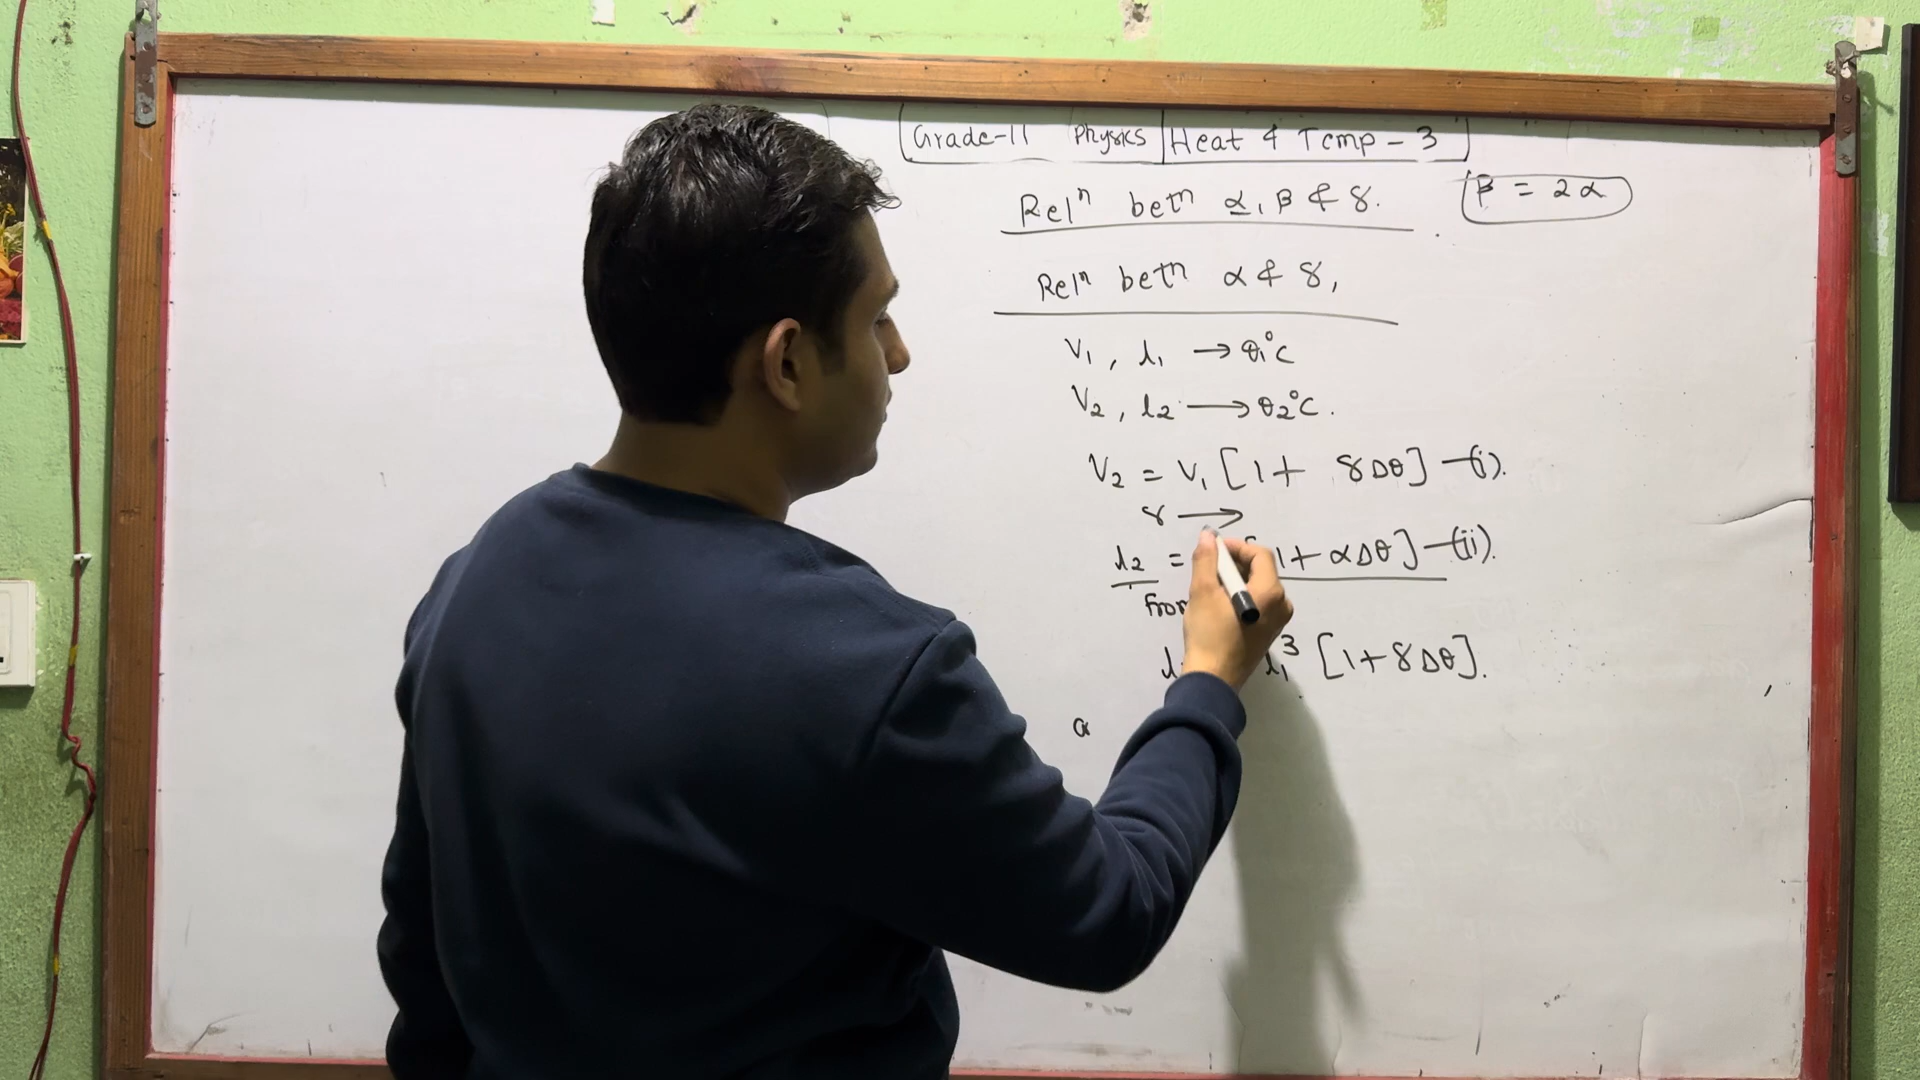 Grade-11 Physics Heat & Temp - 3
Relⁿ betⁿ α, β & γ.
β = 2α
Relⁿ betⁿ α & γ,
V₁, l₁ → θ₁°C
V₂, l₂ → θ₂°C.
V₂ = V₁ [1 + γΔθ] —(i).
γ →
l₂ = 1 + αΔθ] —(ii).
l₁³ [1 + γΔθ].